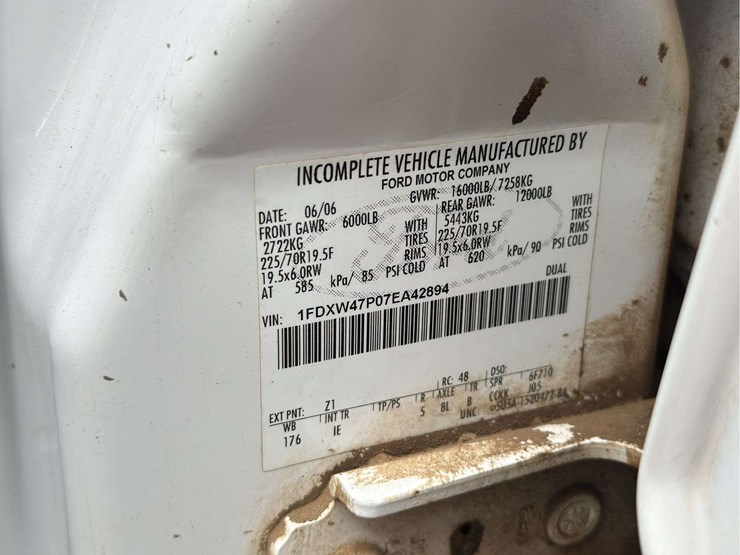 INCOMPLETE VEHICLE MANUFACTURED BY
FORD MOTOR COMPANY
DATE: 06/06 GVWR: 16000LB/ 7258KG
FRONT GAWR: 6000LB REAR GAWR: 12000LB
2722KG WITH 5443KG WITH
225/70R19.5F TIRES 225/70R19.5F TIRES
19.5x6.0RW RIMS 19.5x6.0RW RIMS
AT 585 kPa/ 85 PSI COLD AT 620 kPa/ 90 PSI COLD
DUAL
VIN: 1FDXW47P07EA42894
EXT PNT: Z1 RC: 48 DSO:
WB INT TR TP/PS R AXLE TR SPR 6F710
176 IE 5 8L B CCKK J05
UNC